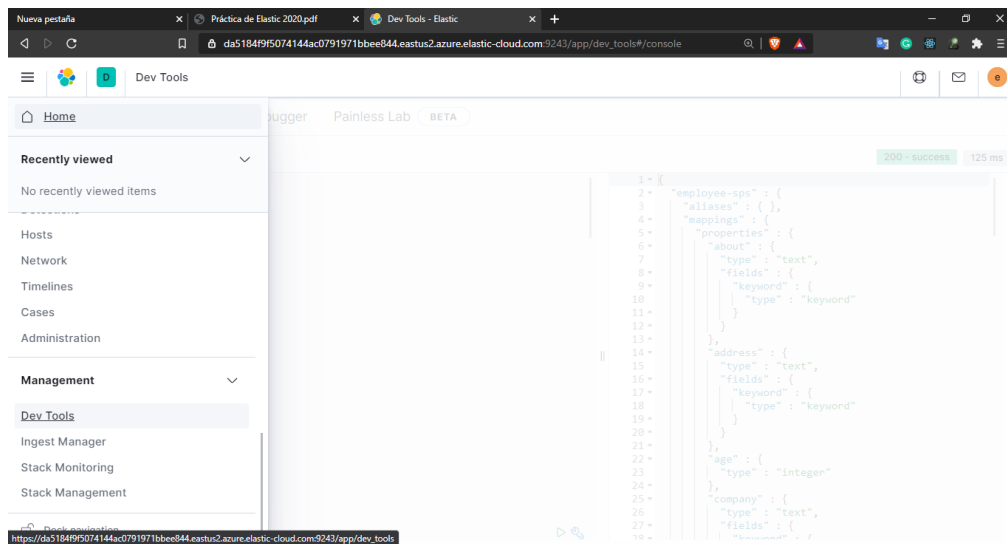 Nueva pestaña
Práctica de Elastic 2020.pdf
Dev Tools - Elastic
da5184f9f5074144ac0791971bbee844.eastus2.azure.elastic-cloud.com:9243/app/dev_tools#/console
D
Dev Tools
e
Home
bugger
Painless Lab
BETA
Recently viewed
No recently viewed items
200 - success
125 ms
Detections
Hosts
Network
Timelines
Cases
Administration
Management
Dev Tools
Ingest Manager
Stack Monitoring
Stack Management
Dock navigation
https://da5184f9f5074144ac0791971bbee844.eastus2.azure.elastic-cloud.com:9243/app/dev_tools
1 {
2 "employee-sps" : {
3 "aliases" : { },
4 "mappings" : {
5 "properties" : {
6 "about" : {
7 "type" : "text",
8 "fields" : {
9 "keyword" : {
10 "type" : "keyword"
11 }
12 }
13 },
14 "address" : {
15 "type" : "text",
16 "fields" : {
17 "keyword" : {
18 "type" : "keyword"
19 }
20 }
21 },
22 "age" : {
23 "type" : "integer"
24 },
25 "company" : {
26 "type" : "text",
27 "fields" : {
28 "keyword" : {